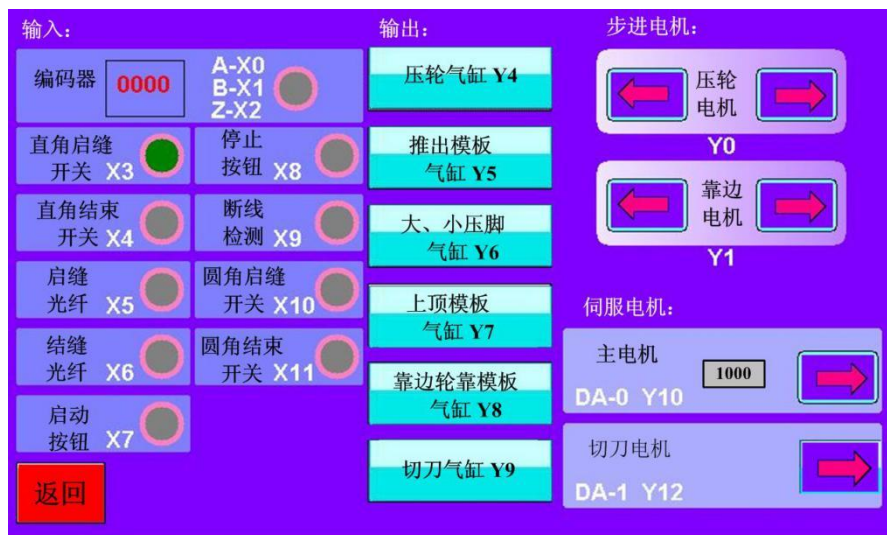 输入：
编码器 0000
A-X0
B-X1
Z-X2
直角启缝
开关 X3
停止
按钮 X8
直角结束
开关 X4
断线
检测 X9
启缝
光纤 X5
圆角启缝
开关 X10
结缝
光纤 X6
圆角结束
开关 X11
启动
按钮 X7
返回
输出：
压轮气缸 Y4
推出模板
气缸 Y5
大、小压脚
气缸 Y6
上顶模板
气缸 Y7
靠边轮靠模板
气缸 Y8
切刀气缸 Y9
步进电机：
压轮
电机
Y0
靠边
电机
Y1
伺服电机：
主电机
1000
DA-0 Y10
切刀电机
DA-1 Y12